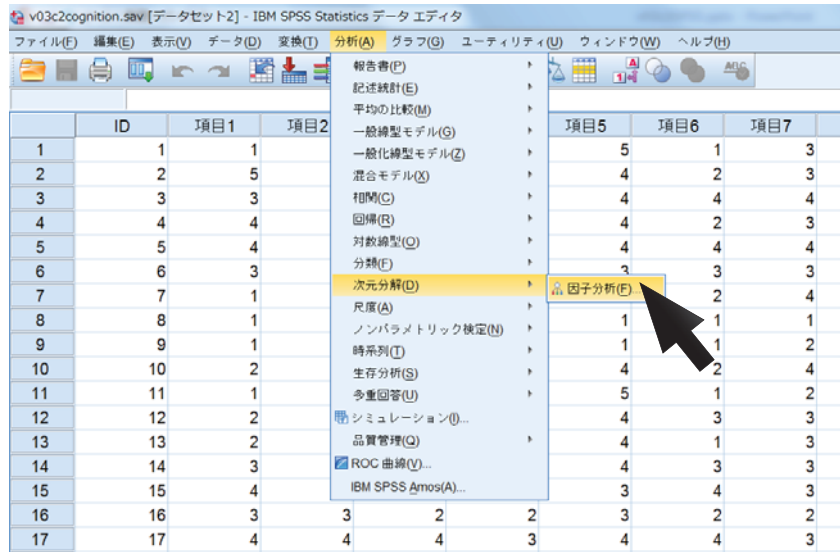 v03c2cognition.sav [データセット-2] - IBM SPSS Statistics データ エディタ
ファイル(F) 編集(E) 表示(V) データ(D) 変換(T) 分析(A) グラフ(G) ユーティリティ(U) ウィンドウ(W) ヘルプ(H)
報告書(P)
記述統計(E)
平均の比較(M)
一般線型モデル(G)
一般化線型モデル(Z)
混合モデル(X)
相関(C)
回帰(R)
対数線型(O)
分類(F)
次元分解(D)
因子分析(F)...
尺度(A)
ノンパラメトリック検定(N)
時系列(T)
生存分析(S)
多重回答(U)
シミュレーション(I)...
品質管理(Q)
ROC 曲線(V)...
IBM SPSS Amos(A)...
ID 項目1 項目2 項目5 項目6 項目7
1 1 1 5 1 3
2 2 5 4 2 3
3 3 3 4 4 4
4 4 4 4 2 3
5 5 4 4 4 4
6 6 3 3 3 3
7 7 1 2 4
8 8 1 1 1 1
9 9 1 1 1 2
10 10 2 4 2 4
11 11 1 5 1 2
12 12 2 4 3 3
13 13 2 4 1 3
14 14 3 4 3 3
15 15 4 3 4 3
16 16 3 3 2 2 3 2 2
17 17 4 4 4 3 4 4 3